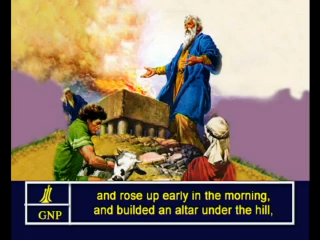 and rose up early in the morning,
and builded an altar under the hill,
GNP